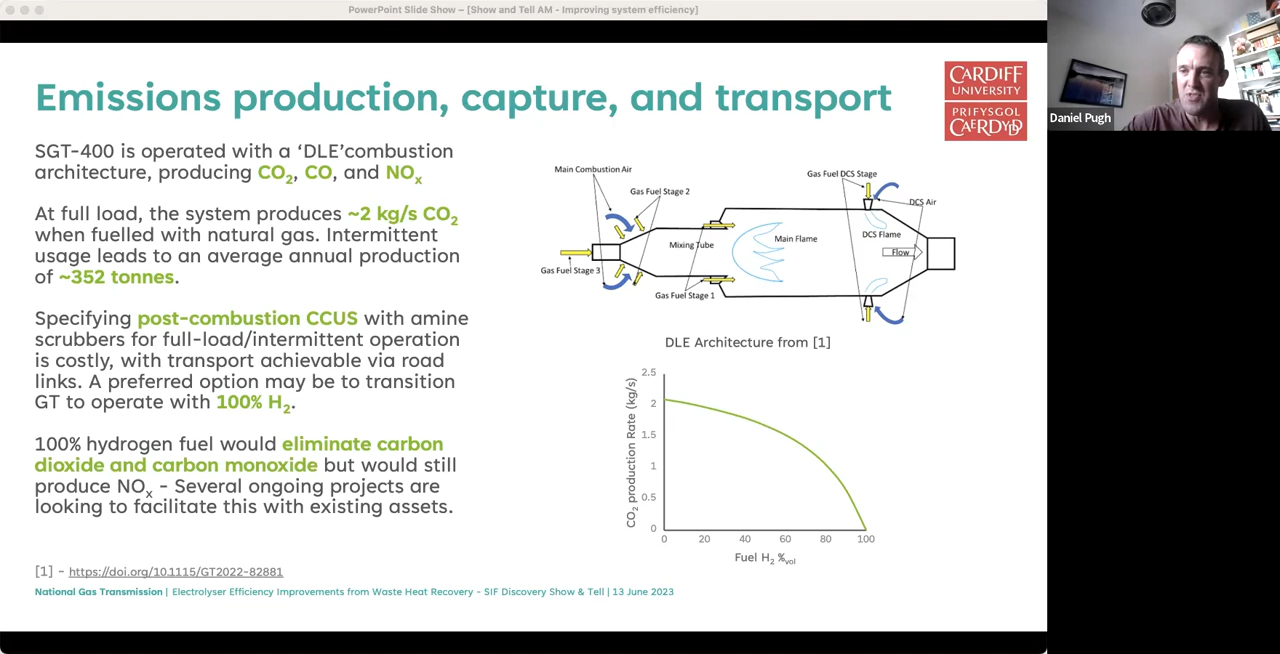 PowerPoint Slide Show – [Show and Tell AM - Improving system efficiency]
Emissions production, capture, and transport
CARDIFF
UNIVERSITY
PRIFYSGOL
CAERDYDD
Daniel Pugh
SGT-400 is operated with a ‘DLE’combustion
architecture, producing CO2, CO, and NOx
At full load, the system produces ~2 kg/s CO2
when fuelled with natural gas. Intermittent
usage leads to an average annual production
of ~352 tonnes.
Specifying post-combustion CCUS with amine
scrubbers for full-load/intermittent operation
is costly, with transport achievable via road
links. A preferred option may be to transition
GT to operate with 100% H2.
100% hydrogen fuel would eliminate carbon
dioxide and carbon monoxide but would still
produce NOx - Several ongoing projects are
looking to facilitate this with existing assets.
Main Combustion Air
Gas Fuel Stage 2
Gas Fuel DCS Stage
DCS Air
Mixing Tube
Main Flame
DCS Flame
Flow
Gas Fuel Stage 3
Gas Fuel Stage 1
DLE Architecture from [1]
CO2 production Rate (kg/s)
2.5
2
1.5
1
0.5
0
0 20 40 60 80 100
Fuel H2 %vol
[1] – https://doi.org/10.1115/GT2022-82881
National Gas Transmission | Electrolyser Efficiency Improvements from Waste Heat Recovery - SIF Discovery Show & Tell | 13 June 2023